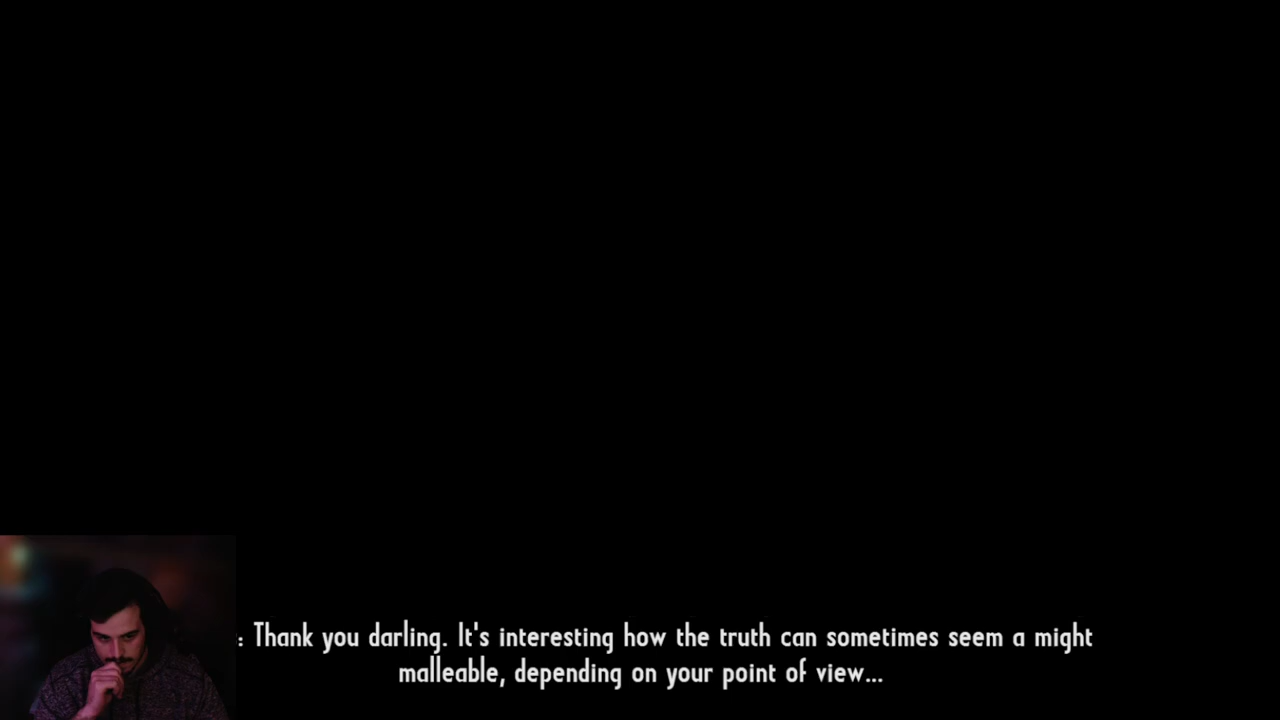 : Thank you darling. It's interesting how the truth can sometimes seem a might
malleable, depending on your point of view...